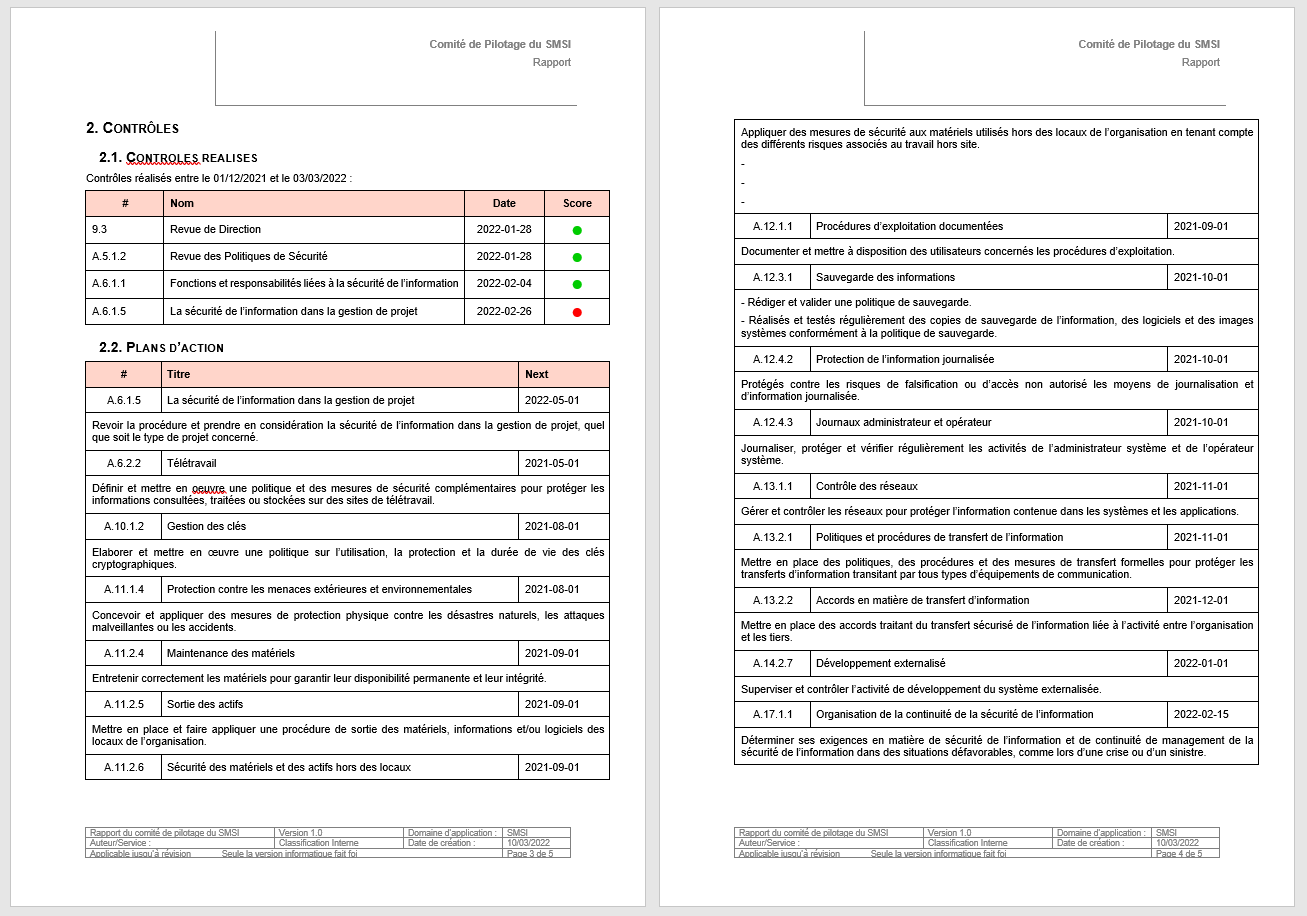 Comité de Pilotage du SMSI
Rapport
2. CONTRÔLES
2.1. CONTROLES REALISES
Contrôles réalisés entre le 01/12/2021 et le 03/03/2022 :
# Nom Date Score
9.3 Revue de Direction 2022-01-28
A.5.1.2 Revue des Politiques de Sécurité 2022-01-28
A.6.1.1 Fonctions et responsabilités liées à la sécurité de l’information 2022-02-04
A.6.1.5 La sécurité de l’information dans la gestion de projet 2022-02-26
2.2. PLANS D’ACTION
# Titre Next
A.6.1.5 La sécurité de l’information dans la gestion de projet 2022-05-01
Revoir la procédure et prendre en considération la sécurité de l’information dans la gestion de projet, quel
que soit le type de projet concerné.
A.6.2.2 Télétravail 2021-05-01
Définir et mettre en oeuvre une politique et des mesures de sécurité complémentaires pour protéger les
informations consultées, traitées ou stockées sur des sites de télétravail.
A.10.1.2 Gestion des clés 2021-08-01
Elaborer et mettre en œuvre une politique sur l’utilisation, la protection et la durée de vie des clés
cryptographiques.
A.11.1.4 Protection contre les menaces extérieures et environnementales 2021-08-01
Concevoir et appliquer des mesures de protection physique contre les désastres naturels, les attaques
malveillantes ou les accidents.
A.11.2.4 Maintenance des matériels 2021-09-01
Entretenir correctement les matériels pour garantir leur disponibilité permanente et leur intégrité.
A.11.2.5 Sortie des actifs 2021-09-01
Mettre en place et faire appliquer une procédure de sortie des matériels, informations et/ou logiciels des
locaux de l’organisation.
A.11.2.6 Sécurité des matériels et des actifs hors des locaux 2021-09-01
Rapport du comité de pilotage du SMSI Version 1.0 Domaine d’application : SMSI
Auteur/Service : Classification Interne Date de création : 10/03/2022
Applicable jusqu’à révision Seule la version informatique fait foi Page 3 de 5
Comité de Pilotage du SMSI
Rapport
Appliquer des mesures de sécurité aux matériels utilisés hors des locaux de l’organisation en tenant compte
des différents risques associés au travail hors site.
-
-
-
A.12.1.1 Procédures d’exploitation documentées 2021-09-01
Documenter et mettre à disposition des utilisateurs concernés les procédures d’exploitation.
A.12.3.1 Sauvegarde des informations 2021-10-01
- Rédiger et valider une politique de sauvegarde.
- Réalisés et testés régulièrement des copies de sauvegarde de l’information, des logiciels et des images
systèmes conformément à la politique de sauvegarde.
A.12.4.2 Protection de l’information journalisée 2021-10-01
Protégés contre les risques de falsification ou d’accès non autorisé les moyens de journalisation et
d’information journalisée.
A.12.4.3 Journaux administrateur et opérateur 2021-10-01
Journaliser, protéger et vérifier régulièrement les activités de l’administrateur système et de l’opérateur
système.
A.13.1.1 Contrôle des réseaux 2021-11-01
Gérer et contrôler les réseaux pour protéger l’information contenue dans les systèmes et les applications.
A.13.2.1 Politiques et procédures de transfert de l’information 2021-11-01
Mettre en place des politiques, des procédures et des mesures de transfert formelles pour protéger les
transferts d’information transitant par tous types d’équipements de communication.
A.13.2.2 Accords en matière de transfert d’information 2021-12-01
Mettre en place des accords traitant du transfert sécurisé de l’information liée à l’activité entre l’organisation
et les tiers.
A.14.2.7 Développement externalisé 2022-01-01
Superviser et contrôler l’activité de développement du système externalisée.
A.17.1.1 Organisation de la continuité de la sécurité de l’information 2022-02-15
Déterminer ses exigences en matière de sécurité de l’information et de continuité de management de la
sécurité de l’information dans des situations défavorables, comme lors d’une crise ou d’un sinistre.
Rapport du comité de pilotage du SMSI Version 1.0 Domaine d’application : SMSI
Auteur/Service : Classification Interne Date de création : 10/03/2022
Applicable jusqu’à révision Seule la version informatique fait foi Page 4 de 5